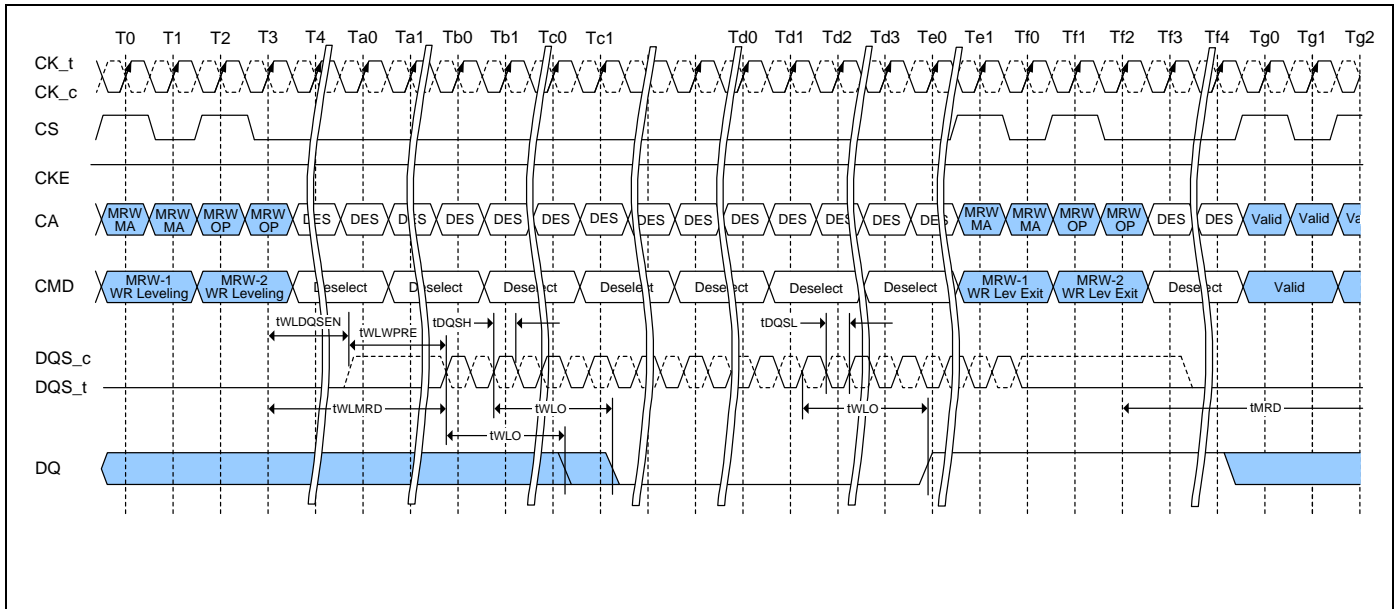 T0 T1 T2 T3 T4 Ta0 Ta1 Tb0 Tb1 Tc0 Tc1 Td0 Td1 Td2 Td3 Te0 Te1 Tf0 Tf1 Tf2 Tf3 Tf4 Tg0 Tg1 Tg2
CK_t
CK_c
CS
CKE
CA
MRW MA
MRW MA
MRW OP
MRW OP
DES DES DES DES DES DES DES DES DES DES DES DES DES DES
MRW MA
MRW MA
MRW OP
MRW OP
DES DES Valid Valid Va
CMD
MRW-1
WR Leveling
MRW-2
WR Leveling
Deselect Deselect Deselect Deselect Deselect Deselect Deselect
MRW-1
WR Lev Exit
MRW-2
WR Lev Exit
Deselect Valid
tWLDQSEN
tWLWPRE
tDQSH
tDQSL
DQS_c
DQS_t
tWLMRD
tWLO
tWLO
tMRD
tWLO
DQ